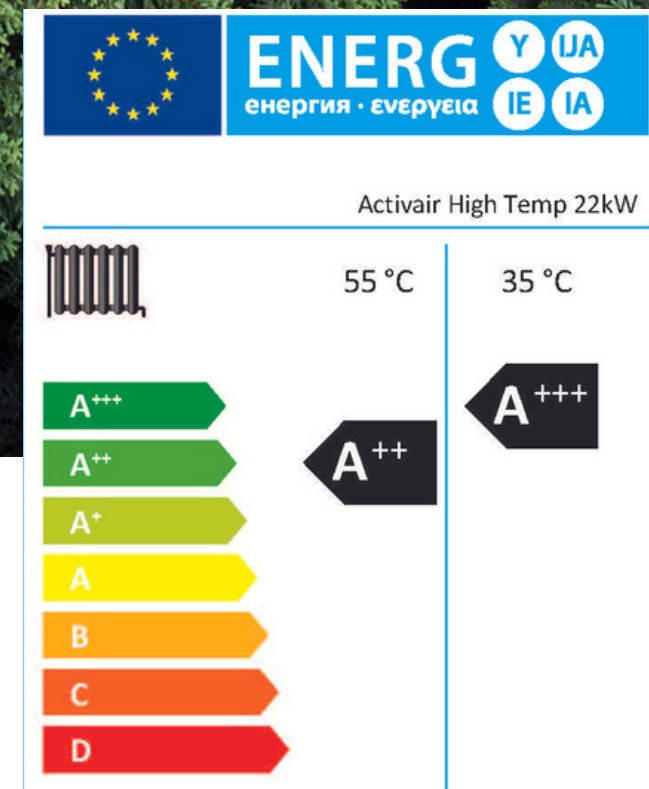 ENERG Y IJA
енергия · ενεργεια IE IA
Activair High Temp 22kW
55 °C 35 °C
A+++ A+++
A++ A++
A+
A
B
C
D